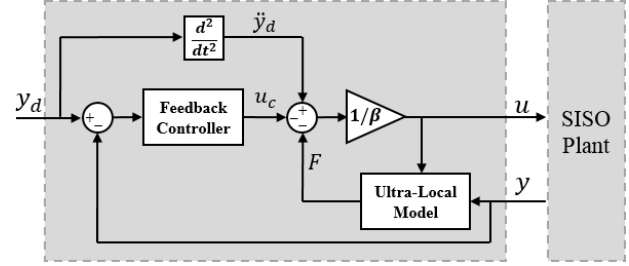 d²/dt²
ÿ_d
y_d
+
−
Feedback
Controller
u_c
+
−
−
1/β
u
SISO
Plant
F
Ultra-Local
Model
y